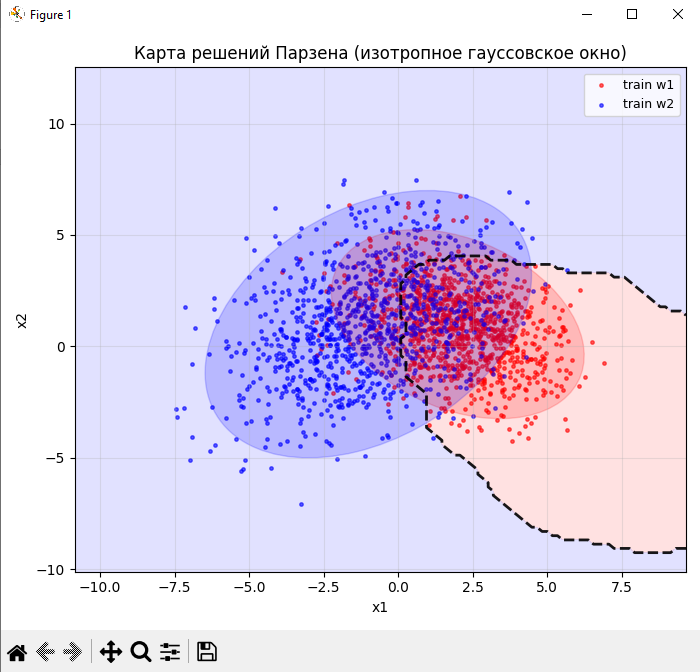 Figure 1
Карта решений Парзена (изотропное гауссовское окно)
train w1
train w2
10
5
0
−5
−10
x2
−10.0 −7.5 −5.0 −2.5 0.0 2.5 5.0 7.5
x1